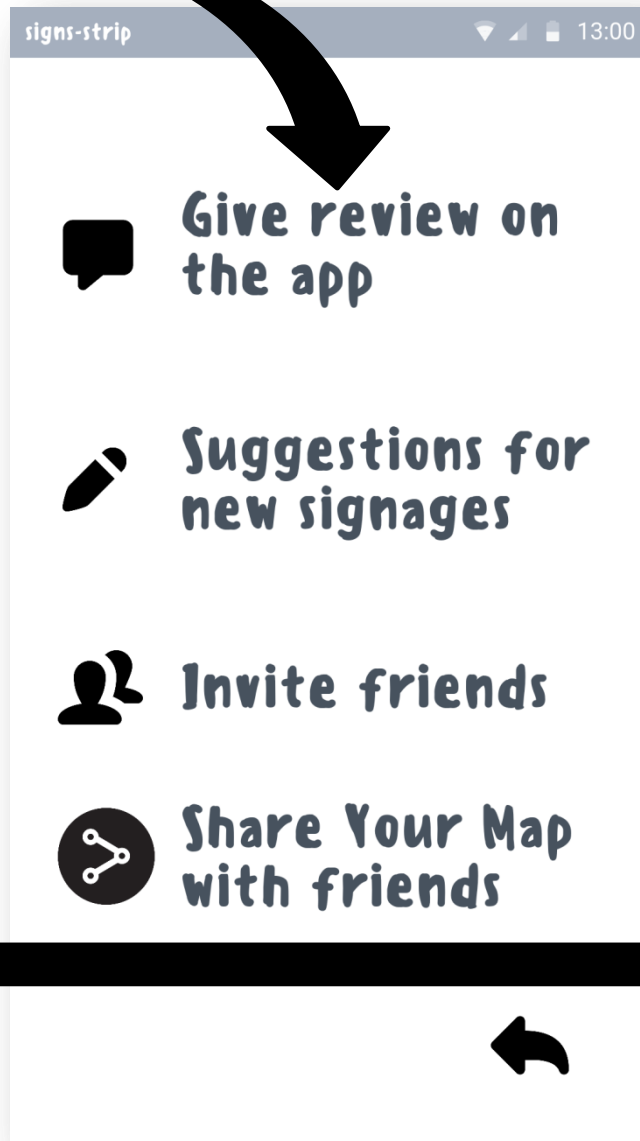 signs-strip 13:00
Give review on
the app
Suggestions for
new signages
Invite friends
Share Your Map
with friends